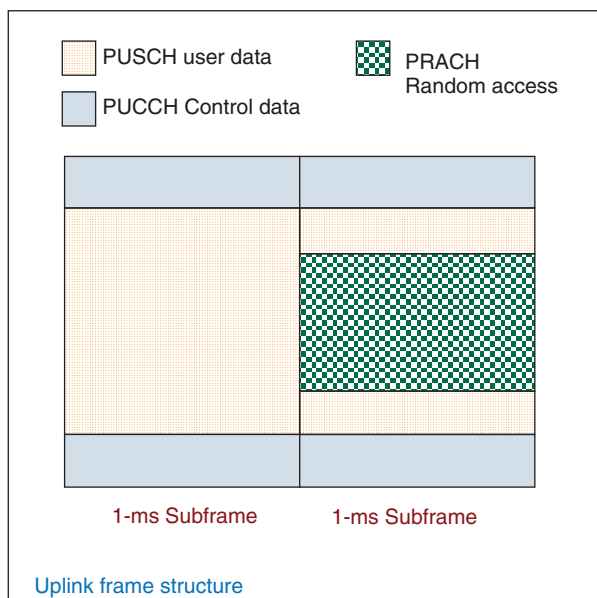 PUSCH user data
PRACH
Random access
PUCCH Control data
1-ms Subframe
1-ms Subframe
Uplink frame structure